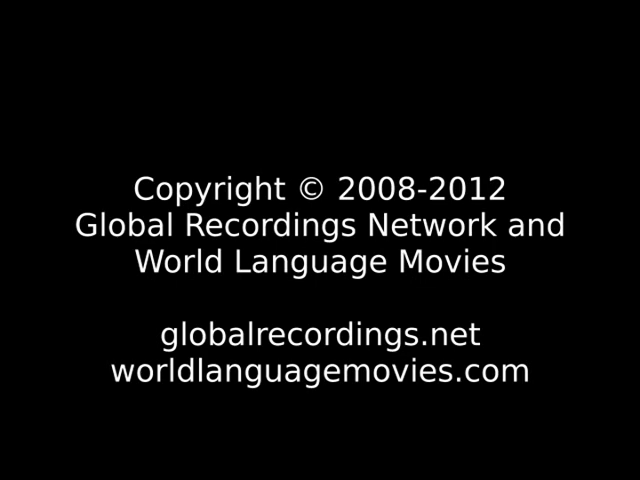 Copyright © 2008-2012
Global Recordings Network and
World Language Movies
globalrecordings.net
worldlanguagemovies.com